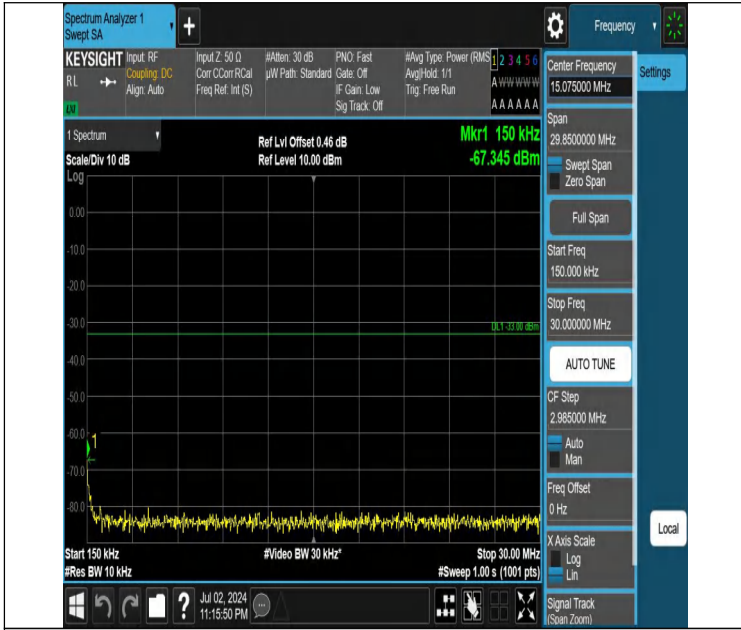 Spectrum Analyzer 1
Swept SA
Frequency
KEYSIGHT
RL
Input: RF
Coupling: DC
Align: Auto
Input Z: 50 Ω
Corr CCorr RCal
Freq Ref: Int (S)
#Atten: 30 dB
µW Path: Standard
PNO: Fast
Gate: Off
IF Gain: Low
Sig Track: Off
#Avg Type: Power (RMS
Avg|Hold: 1/1
Trig: Free Run
1 2 3 4 5 6
A W W W W W
A A A A A A
1 Spectrum
Scale/Div 10 dB
Log
Ref Lvl Offset 0.46 dB
Ref Level 10.00 dBm
Mkr1 150 kHz
-67.345 dBm
0.00
-10.0
-20.0
-30.0
DL1 -33.00 dBm
-40.0
-50.0
-60.0
1
-70.0
-80.0
Start 150 kHz
#Res BW 10 kHz
#Video BW 30 kHz*
Stop 30.00 MHz
#Sweep 1.00 s (1001 pts)
Jul 02, 2024
11:15:50 PM
?
Center Frequency
15.075000 MHz
Settings
Span
29.8500000 MHz
Swept Span
Zero Span
Full Span
Start Freq
150.000 kHz
Stop Freq
30.000000 MHz
AUTO TUNE
CF Step
2.985000 MHz
Auto
Man
Freq Offset
0 Hz
X Axis Scale
Log
Lin
Local
Signal Track
(Span Zoom)